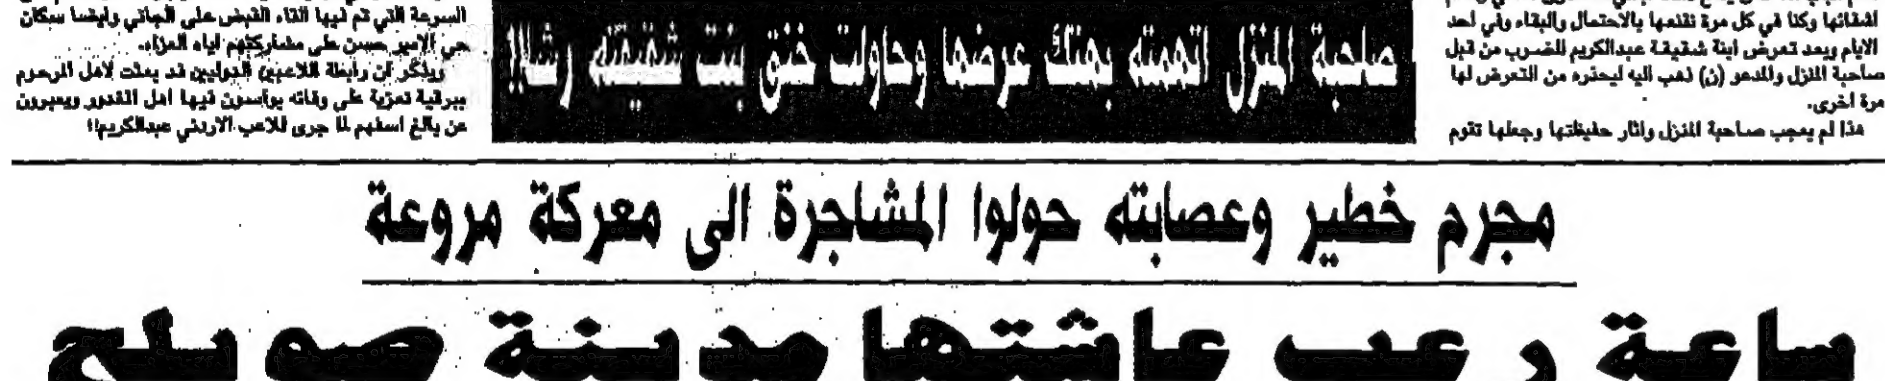 اشقائها وكنا في كل مرة نقنعها بالاحتمال والبقاء وفي احد
الايام وبعد تعرض ابنة شقيقة عبدالكريم للضرب من قبل
صاحبة المنزل والمدعو (ن) ذهب اليه ليحذره من التعرض لها
مرة اخرى.
هذا لم يعجب صاحبة المنزل واثار حفيظتها وجعلها تقوم
صاحبة المنزل اتهمته بهتك عرضها وحاولت خنق بنت شقيقته
السرعة التي تم فيها القاء القبض على الجاني وايضا سكان
حي الامير حسن على مشاركتهم اياه العزاء.
ويذكر ان رابطة اللاعبين الدوليين قد بعثت لاهل المرحوم
ببرقية تعزية على وفاته يواسون فيها اهل الفقيد ويعبرون
عن بالغ اسفهم لما جرى للاعب الاردني عبدالكريم!!
مجرم خطير وعصابته حولوا المشاجرة الى معركة مروعة
ساعة رعب عاشتها مدينة صويلح